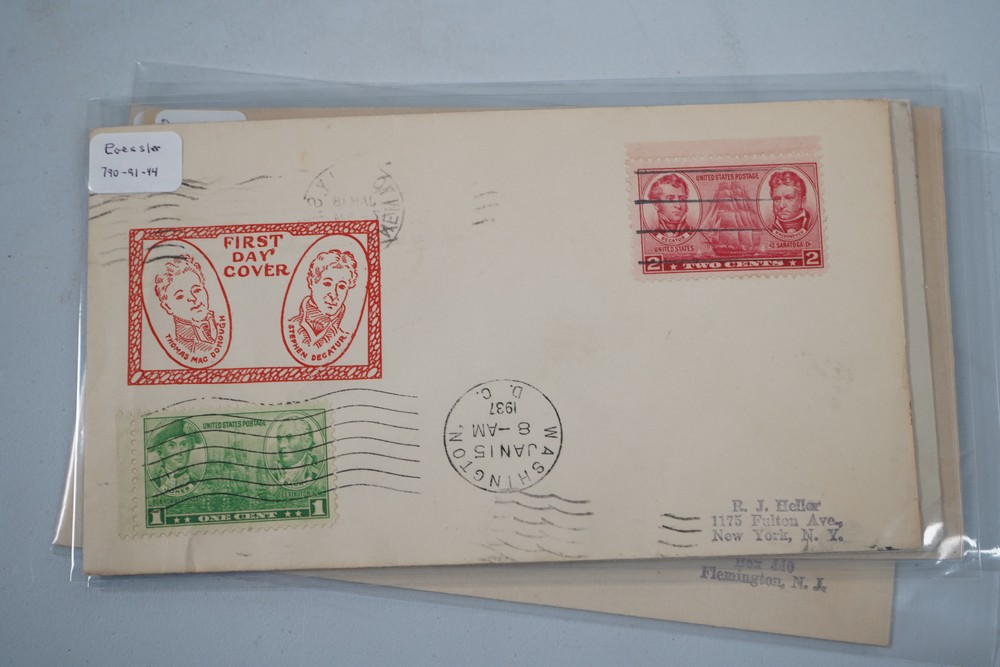 Roessler
790-91-94
FIRST
DAY
COVER
THOMAS MAC DONOUGH
STEPHEN DECATUR
UNITED STATES POSTAGE
DECATUR
UNITED STATES
SARATOGA
2 TWO CENTS 2
UNITED STATES POSTAGE
1 ONE CENT 1
WASHINGTON,
JAN 15
8-AM
1937
D. C.
R. J. Heller
1175 Fulton Ave.,
New York, N. Y.
Box 440
Flemington, N. J.